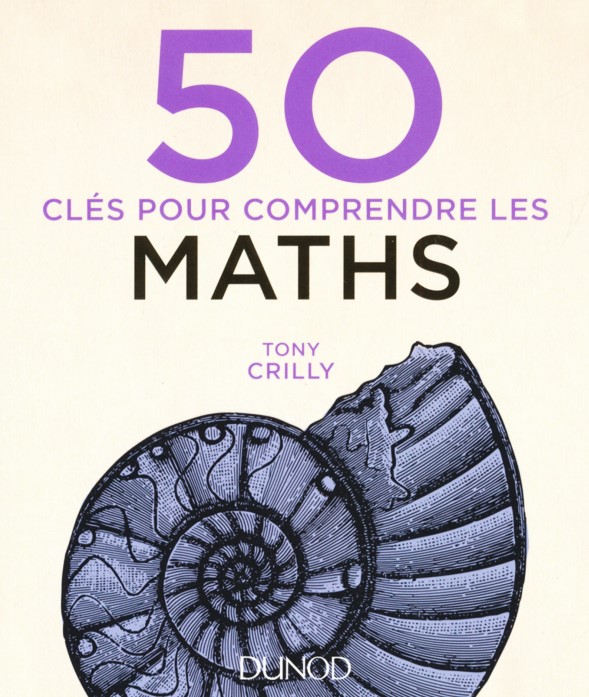 50
CLÉS POUR COMPRENDRE LES
MATHS
TONY
CRILLY
DUNOD